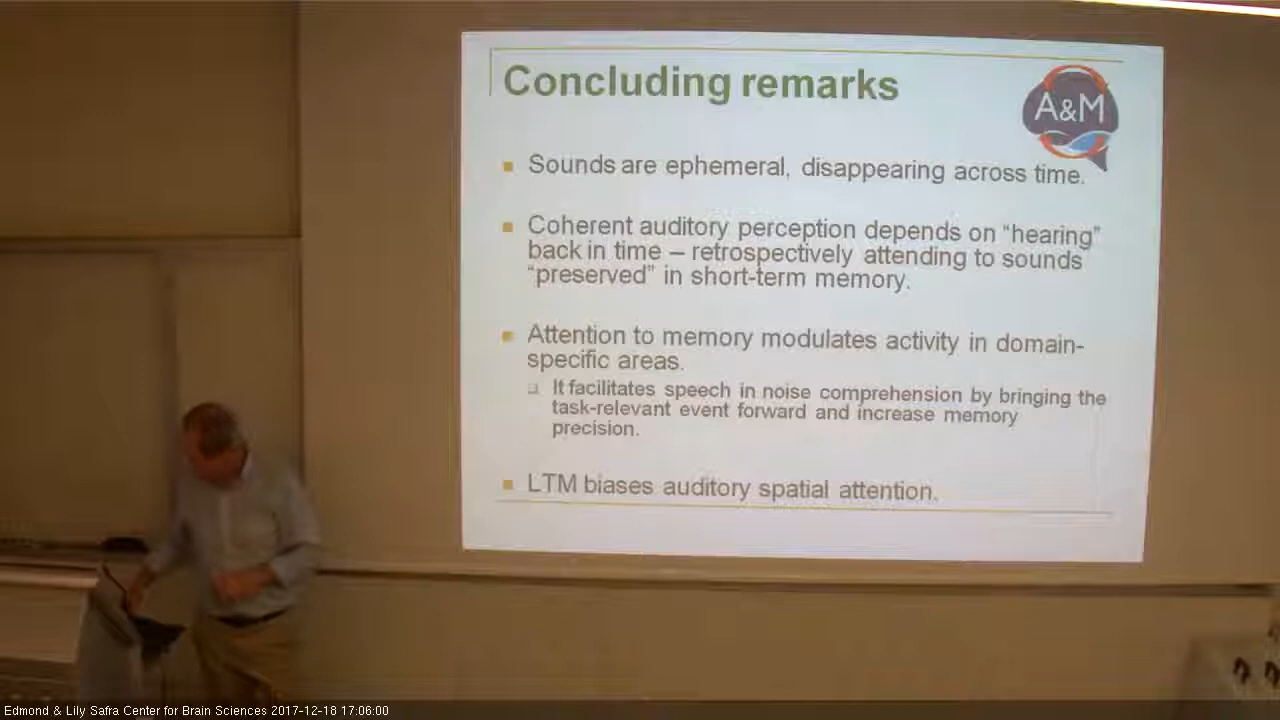 Concluding remarks
A&M
Sounds are ephemeral, disappearing across time.
Coherent auditory perception depends on “hearing”
back in time – retrospectively attending to sounds
“preserved” in short-term memory.
Attention to memory modulates activity in domain-
specific areas.
It facilitates speech in noise comprehension by bringing the
task-relevant event forward and increase memory
precision.
LTM biases auditory spatial attention.
Edmond & Lily Safra Center for Brain Sciences 2017-12-18 17:06:00